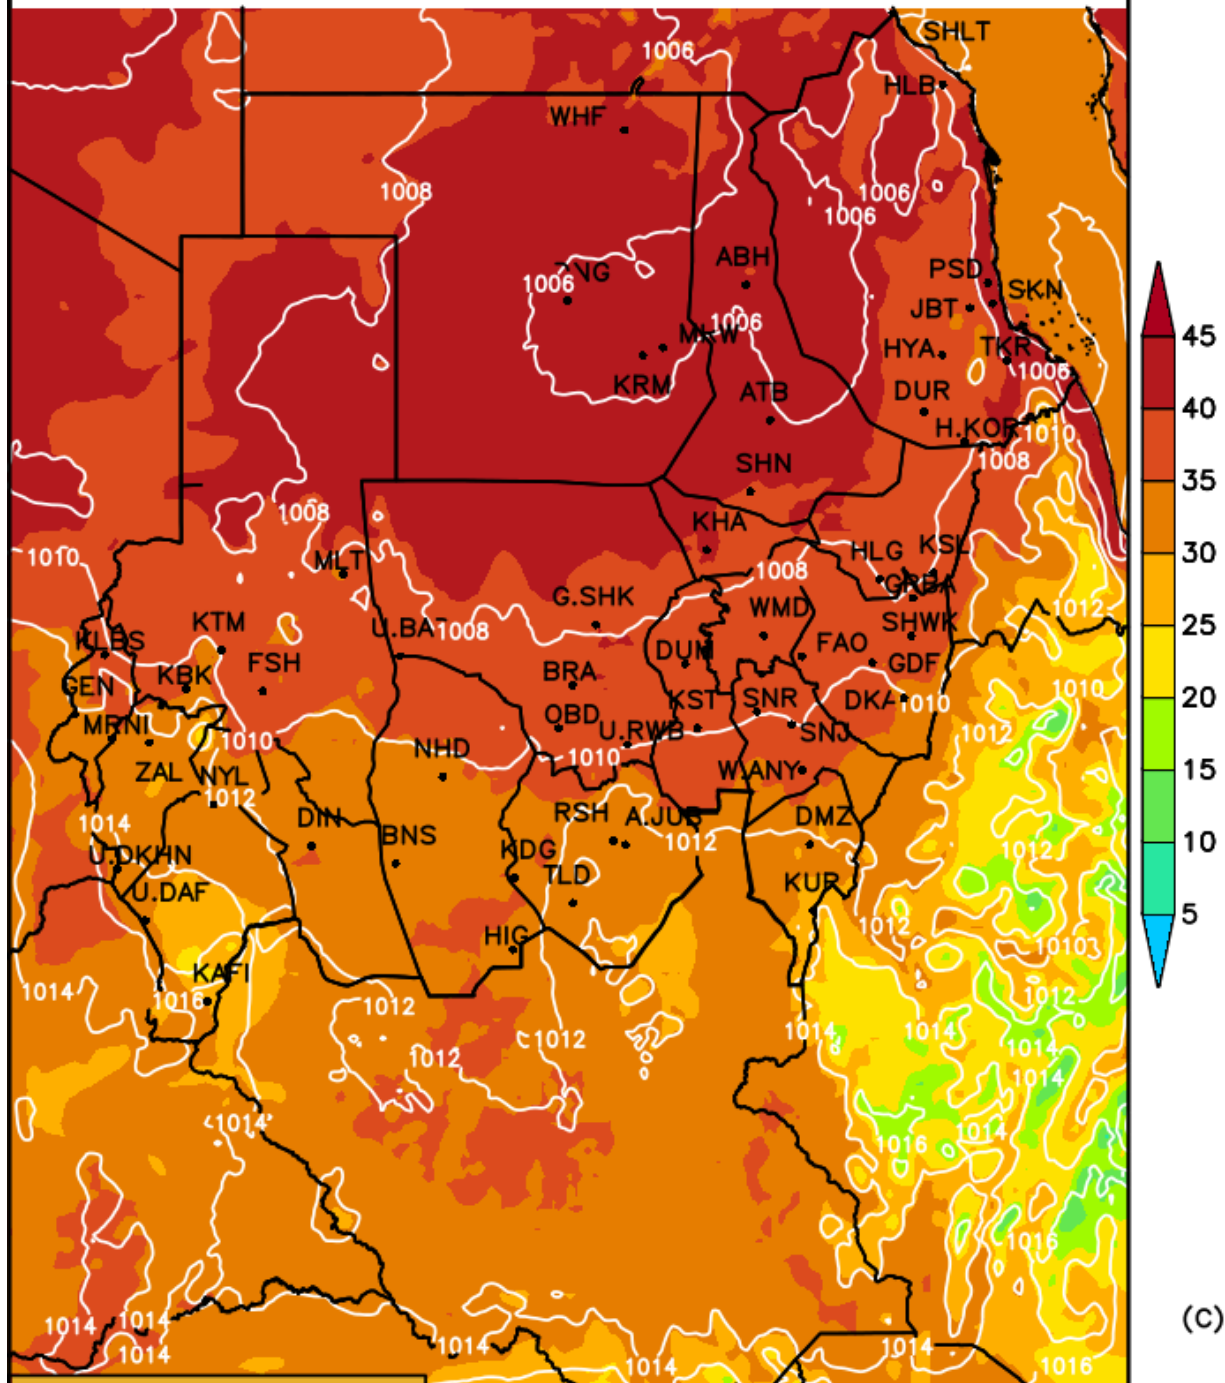 SHLT
1006
HLB
WHF
1008
1006
1006
ABH
DNG
1006
PSD
SKN
JBT
1006
MRW
HYA
TKR
1006
KRM
ATB
DUR
H.KOR
1010
1008
SHN
1008
KHA
1010
MLT
HLG
KSL
1008
GRBA
G.SHK
WMD
1012
KTM
U.BAT
1008
SHWK
KLBS
DUM
FAO
GDF
FSH
BRA
KBK
GEN
KST
SNR
DKA
1010
1010
MRNI
OBD
U.RWB
SNJ
1012
1010
NHD
1010
ZAL
NYL
W.ANY
1012
DIN
RSH
A.JUB
DMZ
1014
BNS
1012
U.DKHN
KDG
1012
TLD
KUR
U.DAF
1012
HIG
1010
KAFI
1014
1016
1012
1012
1014
1014
1012
1012
1014
1014
1014
1014
1016
1016
1014
1014
1014
1014
1014
1014
1016
45
40
35
30
25
20
15
10
5
(C)